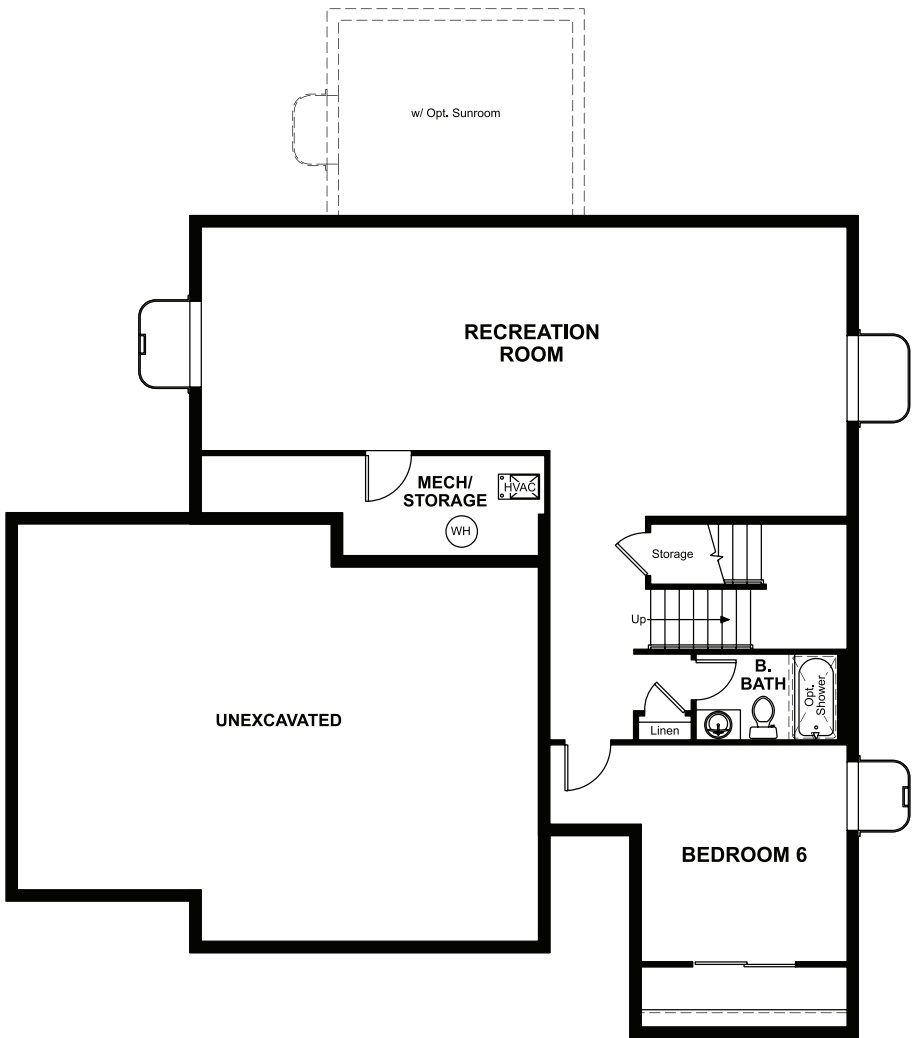 w/ Opt. Sunroom
RECREATION
ROOM
MECH/
STORAGE
HVAC
WH
Storage
Up
B.
BATH
Opt.
Shower
Linen
UNEXCAVATED
BEDROOM 6